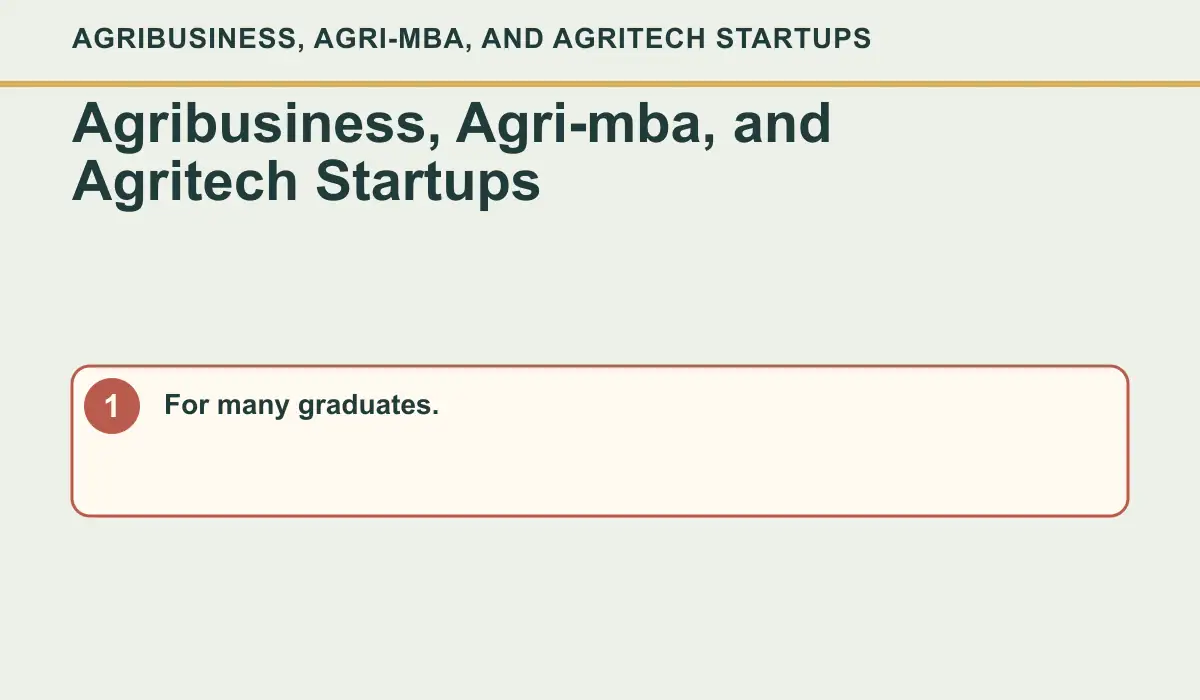 AGRIBUSINESS, AGRI-MBA, AND AGRITECH STARTUPS
Agribusiness, Agri-mba, and
Agritech Startups
1 For many graduates.